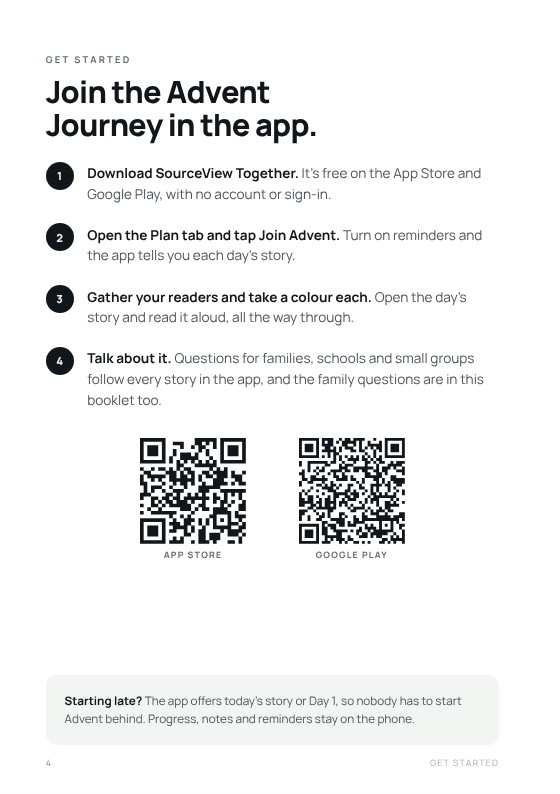 GET STARTED
Join the Advent
Journey in the app.
1
Download SourceView Together. It's free on the App Store and
Google Play, with no account or sign-in.
2
Open the Plan tab and tap Join Advent. Turn on reminders and
the app tells you each day's story.
3
Gather your readers and take a colour each. Open the day's
story and read it aloud, all the way through.
4
Talk about it. Questions for families, schools and small groups
follow every story in the app, and the family questions are in this
booklet too.
APP STORE
GOOGLE PLAY
Starting late? The app offers today's story or Day 1, so nobody has to start
Advent behind. Progress, notes and reminders stay on the phone.
4
GET STARTED